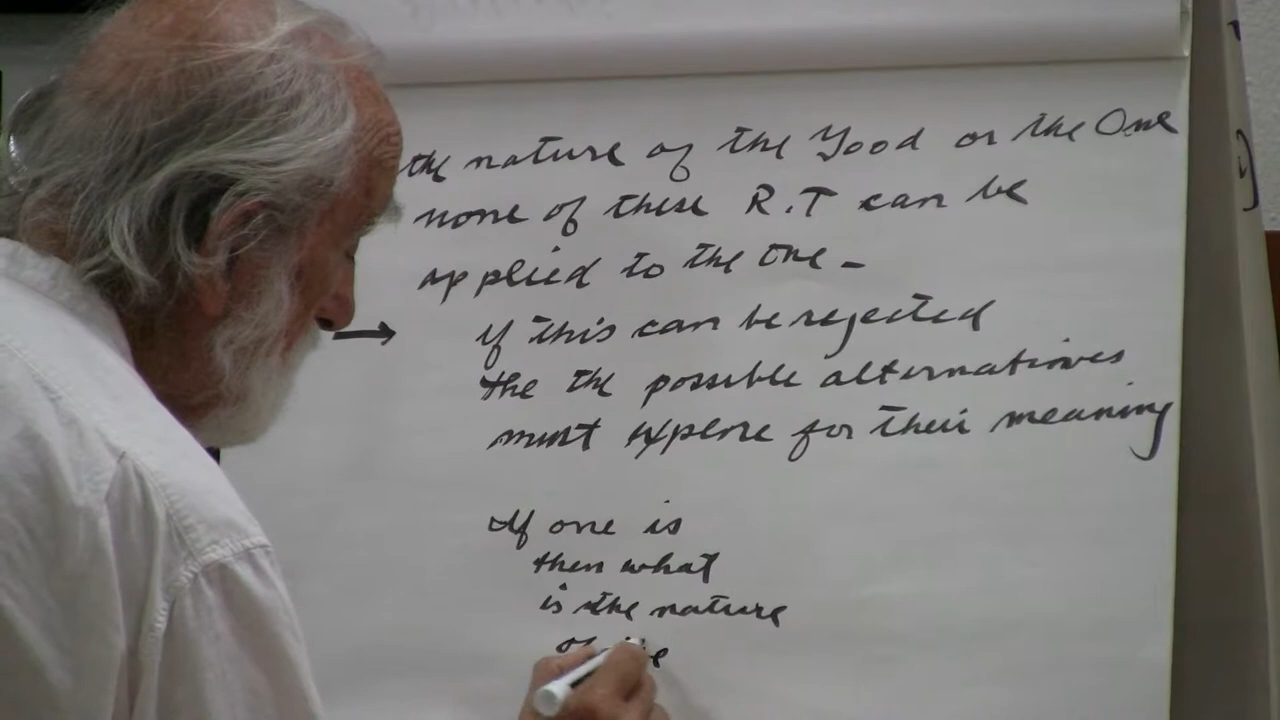 the nature of the Good or the One
none of these R.T can be
applied to the One -
if this can be rejected
the the possible alternatives
must explore for their meaning
If one is
then what
is the nature
of